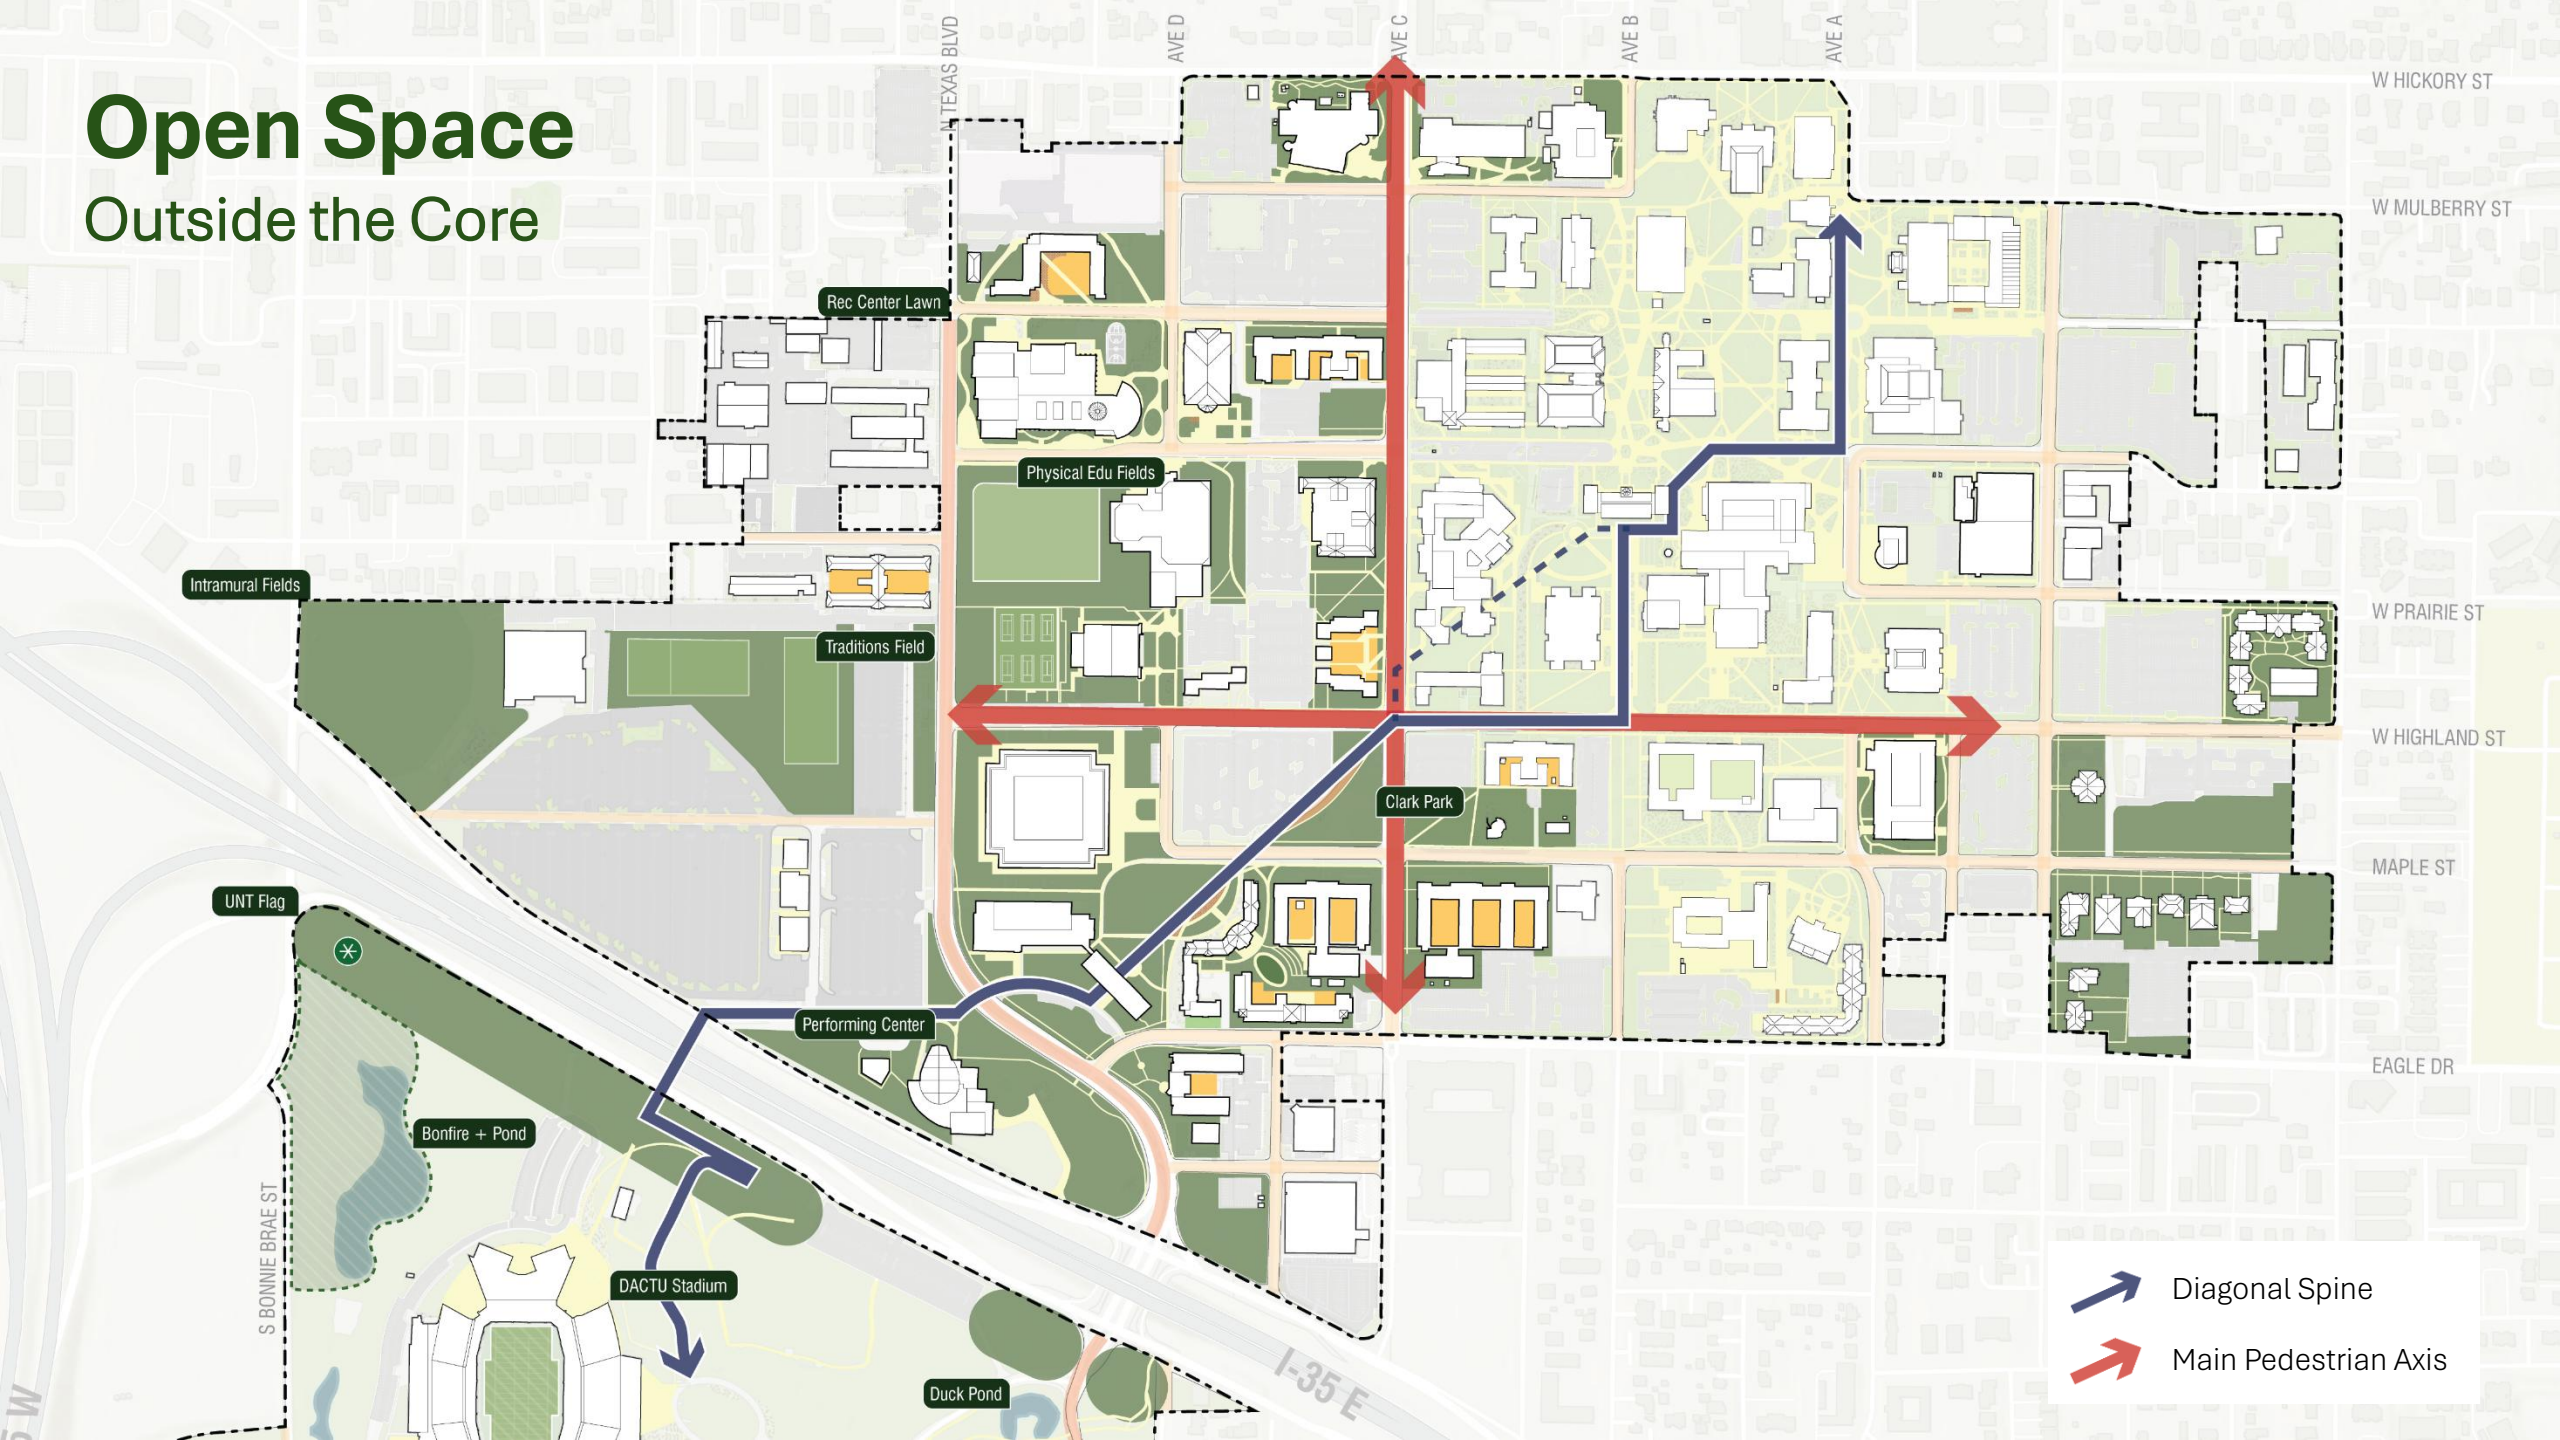 Open Space
Outside the Core
N TEXAS BLVD
AVE D
AVE C
AVE B
AVE A
W HICKORY ST
W MULBERRY ST
Rec Center Lawn
Physical Edu Fields
Intramural Fields
W PRAIRIE ST
Traditions Field
W HIGHLAND ST
Clark Park
MAPLE ST
UNT Flag
Performing Center
EAGLE DR
Bonfire + Pond
S BONNIE BRAE ST
DACTU Stadium
Diagonal Spine
Main Pedestrian Axis
Duck Pond
I-35 E